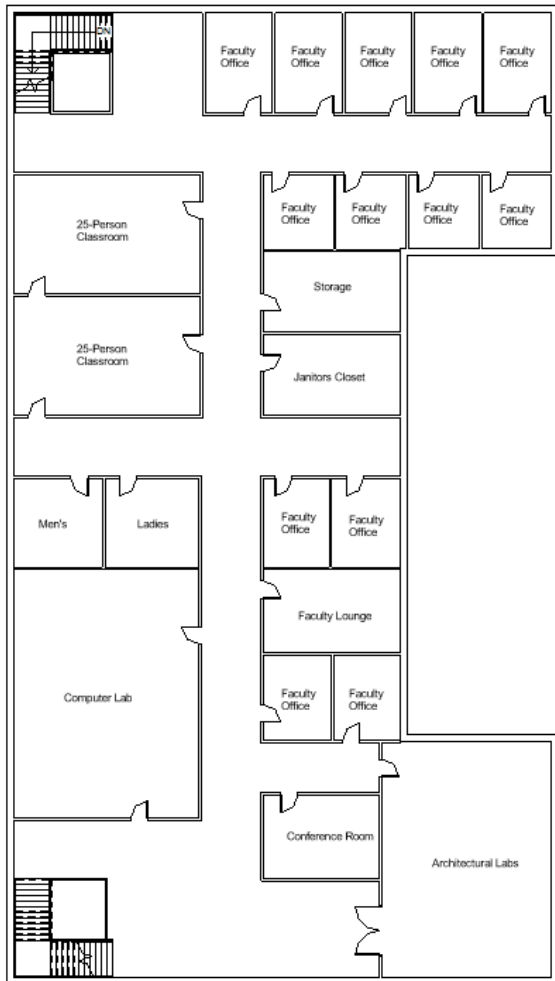 DN
Faculty
Office
Faculty
Office
Faculty
Office
Faculty
Office
Faculty
Office
25-Person
Classroom
Faculty
Office
Faculty
Office
Faculty
Office
Faculty
Office
Storage
25-Person
Classroom
Janitors Closet
Men's
Ladies
Faculty
Office
Faculty
Office
Faculty Lounge
Computer Lab
Faculty
Office
Faculty
Office
Conference Room
Architectural Labs